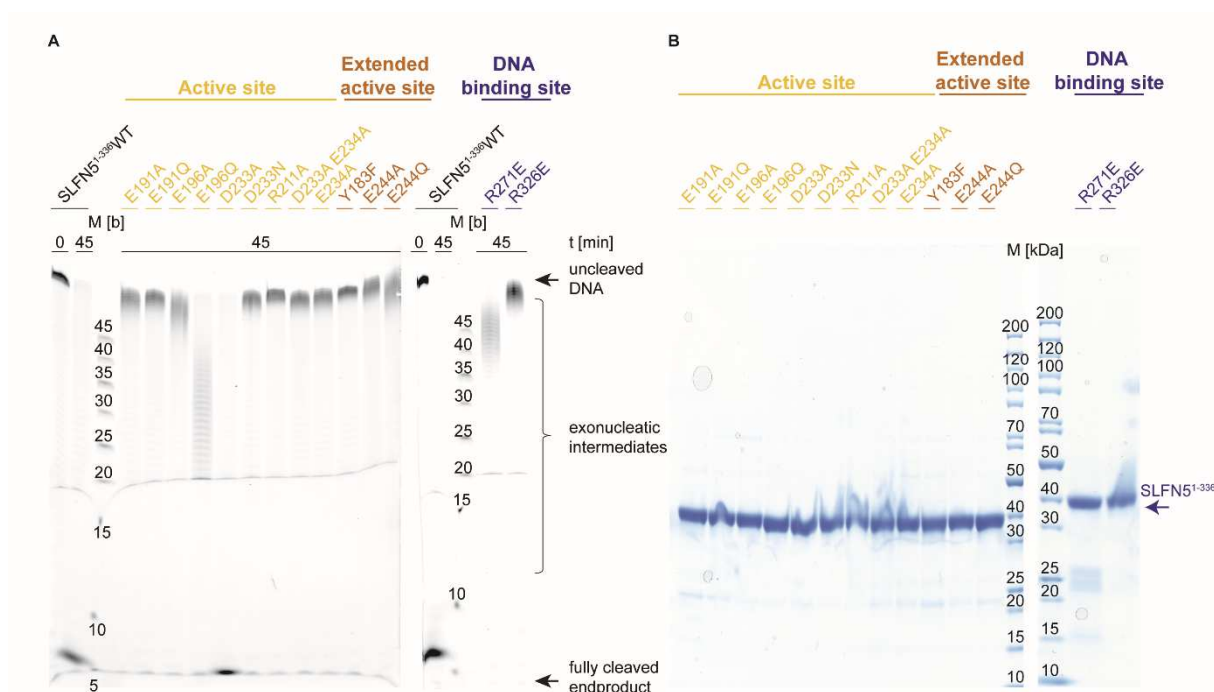 A
Active site
Extended
active site
DNA
binding site
SLFN5¹⁻³³⁶WT
E191A
E191Q
E196A
E196Q
D233A
D233N
R211A
D233A E234A
E234A
Y183F
E244A
E244Q
SLFN5¹⁻³³⁶WT
R271E
R326E
M [b]
M [b]
0 45
45
0 45
45
t [min]
uncleaved
DNA
45
40
35
30
25
20
15
10
5
45
40
35
30
25
20
15
10
exonucleatic
intermediates
fully cleaved
endproduct
B
Active site
Extended
active site
DNA
binding site
E191A
E191Q
E196A
E196Q
D233A
D233N
R211A
D233A E234A
E234A
Y183F
E244A
E244Q
R271E
R326E
M [kDa]
200
120
100
70
50
40
30
25
20
15
10
200
120
100
70
50
40
30
25
20
15
10
SLFN5¹⁻³³⁶